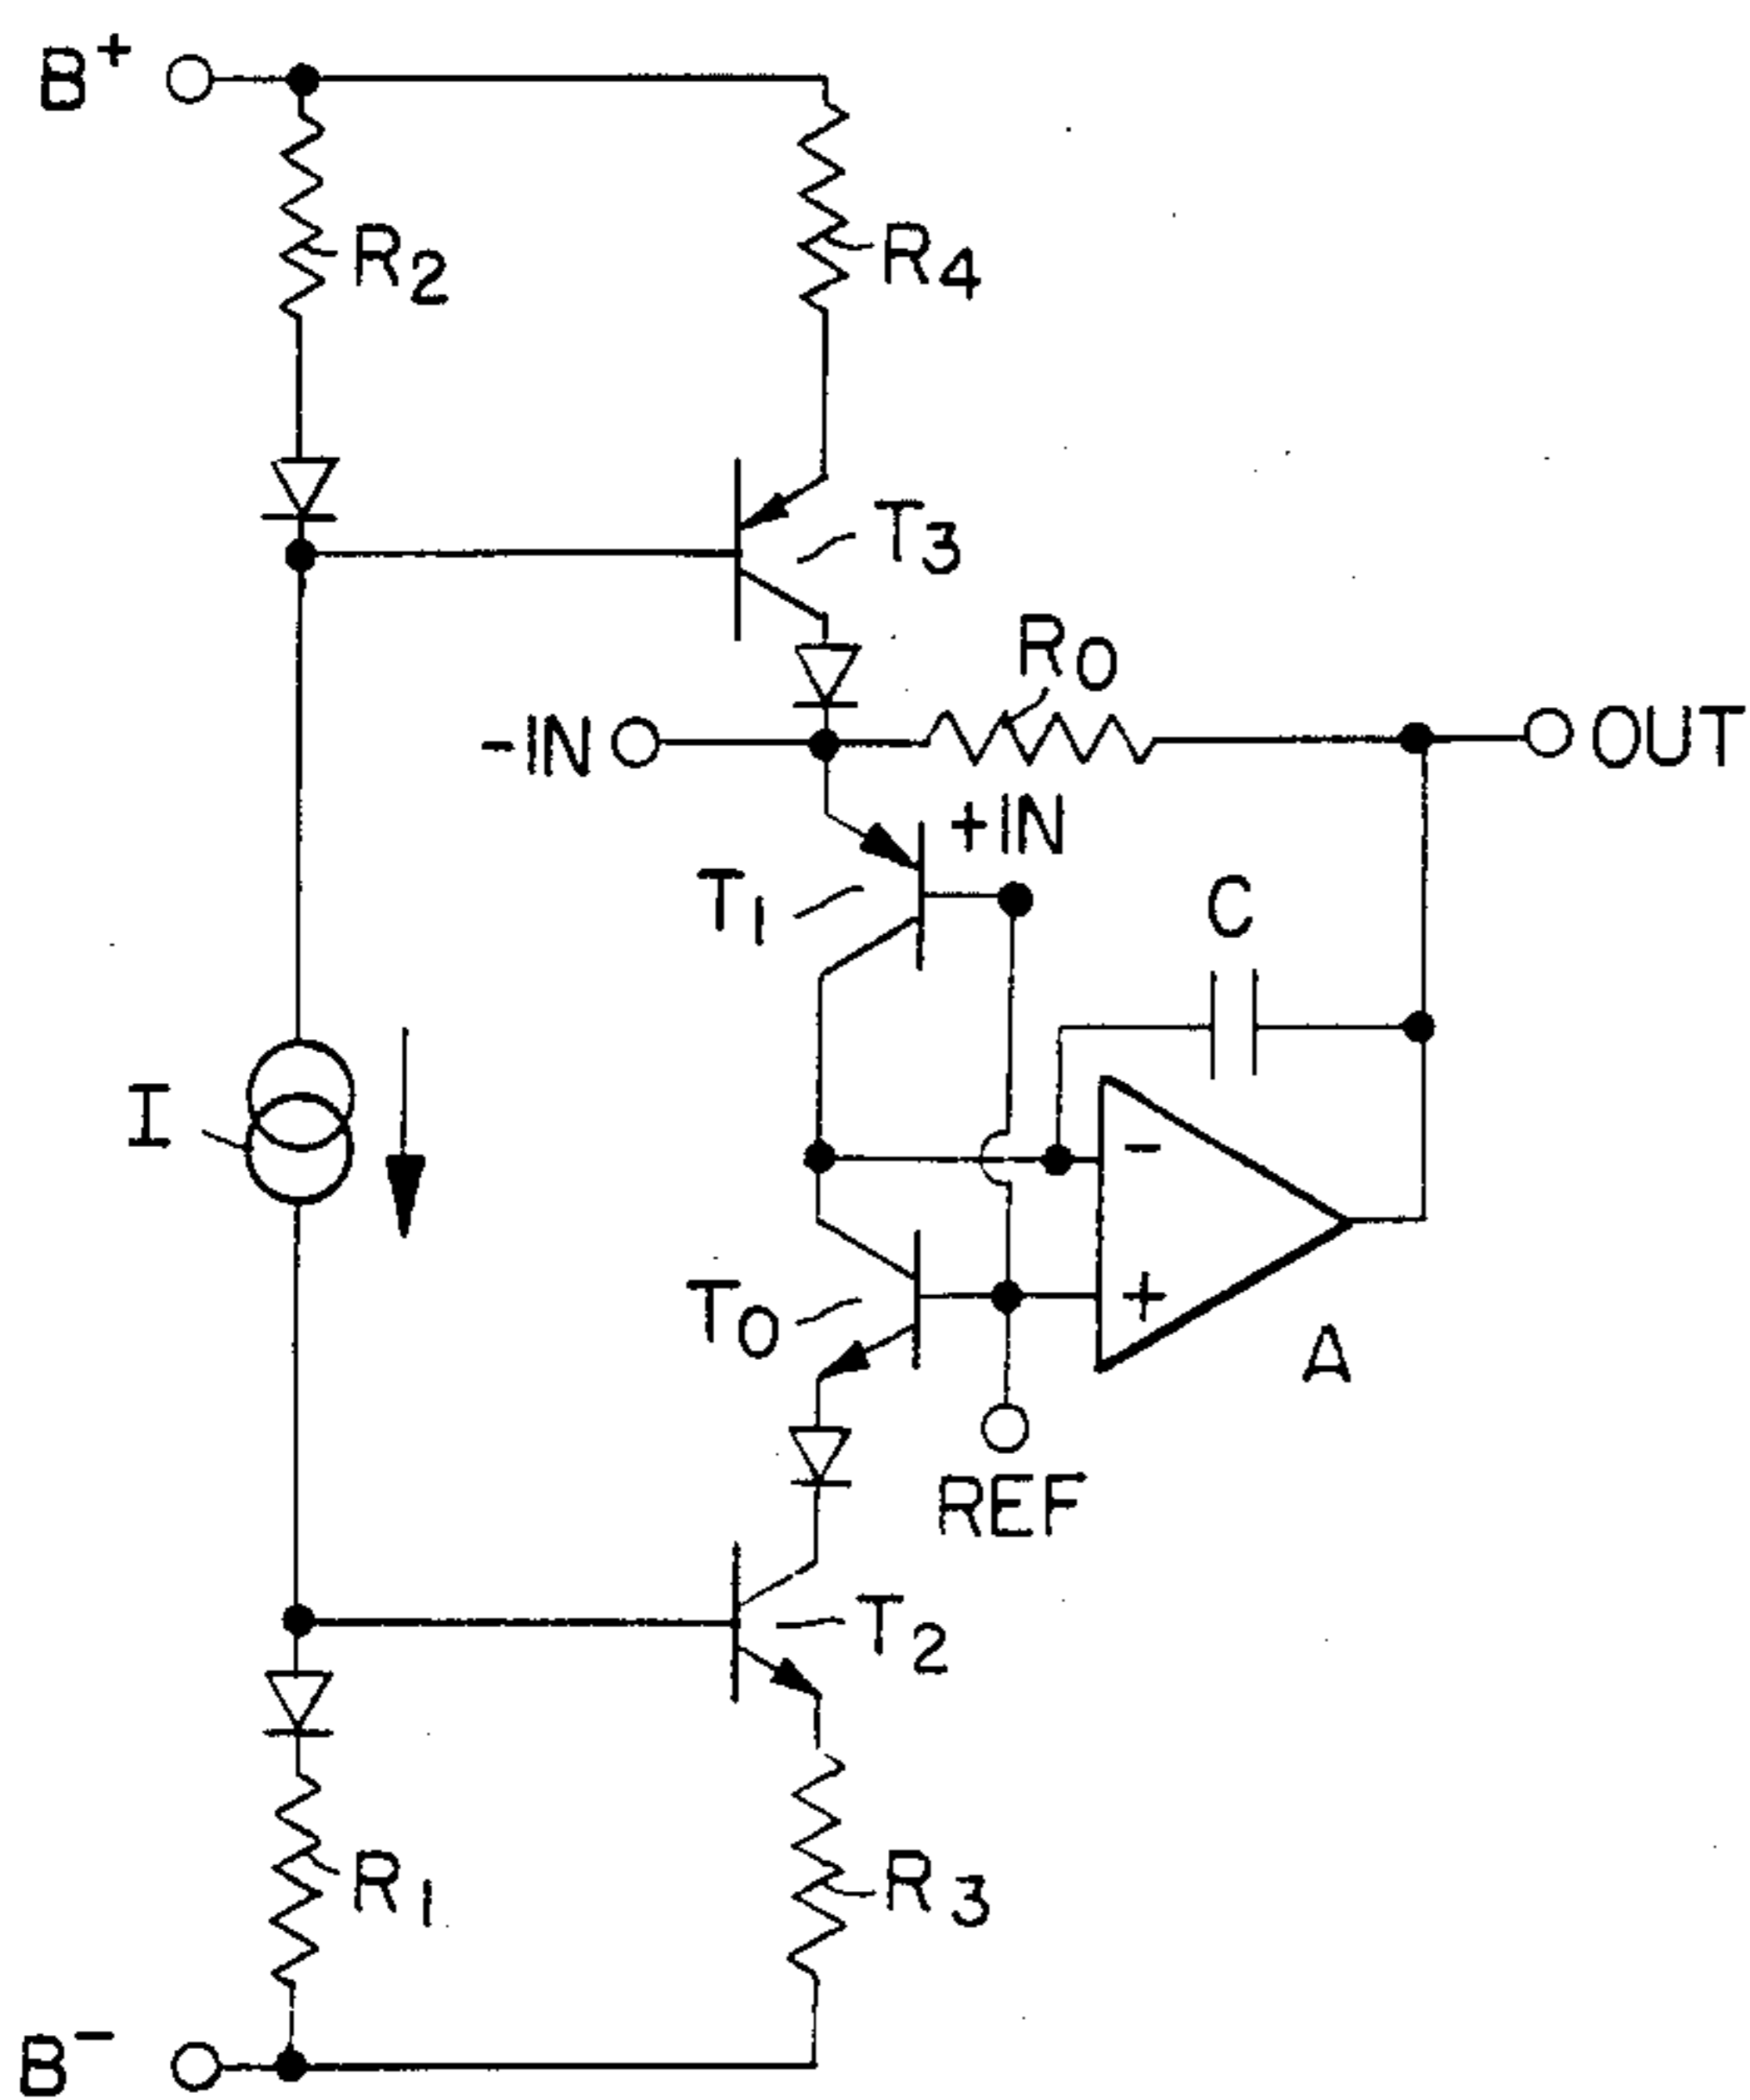 B+
R2
R4
T3
R0
-IN
OUT
+IN
T1
C
I
-
T0
+
A
REF
T2
R1
R3
B-